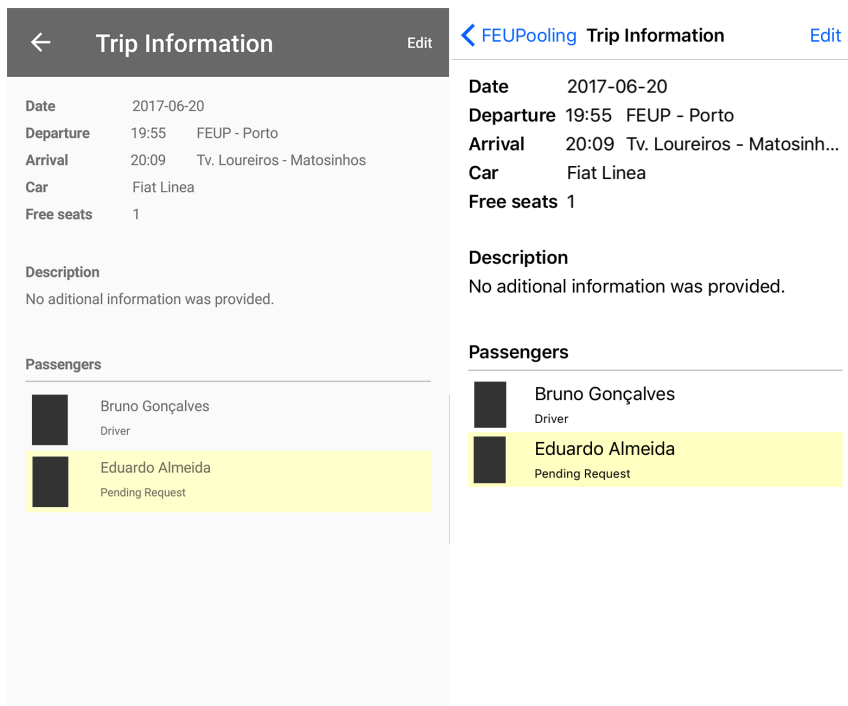 Trip Information Edit
Date 2017-06-20
Departure 19:55 FEUP - Porto
Arrival 20:09 Tv. Loureiros - Matosinhos
Car Fiat Linea
Free seats 1
Description
No aditional information was provided.
Passengers
Bruno Gonçalves
Driver
Eduardo Almeida
Pending Request
FEUPooling Trip Information Edit
Date 2017-06-20
Departure 19:55 FEUP - Porto
Arrival 20:09 Tv. Loureiros - Matosinh...
Car Fiat Linea
Free seats 1
Description
No aditional information was provided.
Passengers
Bruno Gonçalves
Driver
Eduardo Almeida
Pending Request